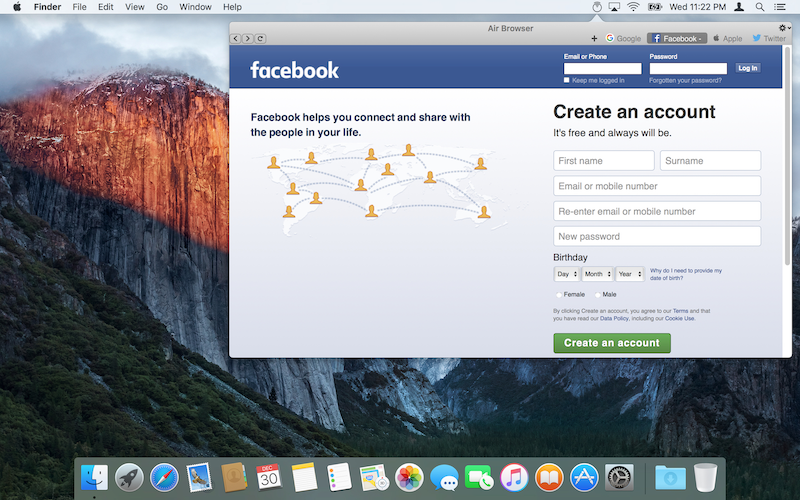 Finder File Edit View Go Window Help Wed 11:22 PM
Air Browser
Google Facebook - Apple Twitter
facebook
Email or Phone Password
Log In
Keep me logged in Forgotten your password?
Facebook helps you connect and share with
the people in your life.
Create an account
It's free and always will be.
First name Surname
Email or mobile number
Re-enter email or mobile number
New password
Birthday
Day Month Year
Why do I need to provide my
date of birth?
Female Male
By clicking Create an account, you agree to our Terms and that
you have read our Data Policy, including our Cookie Use.
Create an account
DEC
30